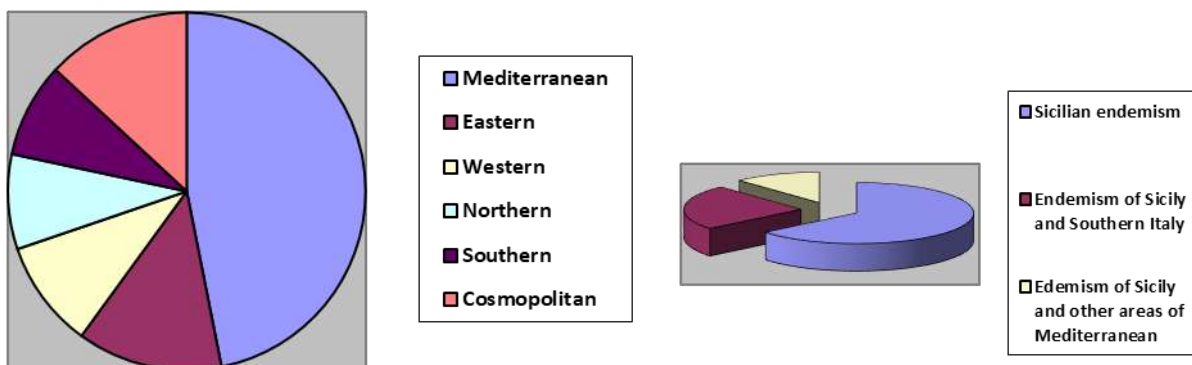 Mediterranean
Eastern
Western
Northern
Southern
Cosmopolitan
Sicilian endemism
Endemism of Sicily
and Southern Italy
Edemism of Sicily
and other areas of
Mediterranean